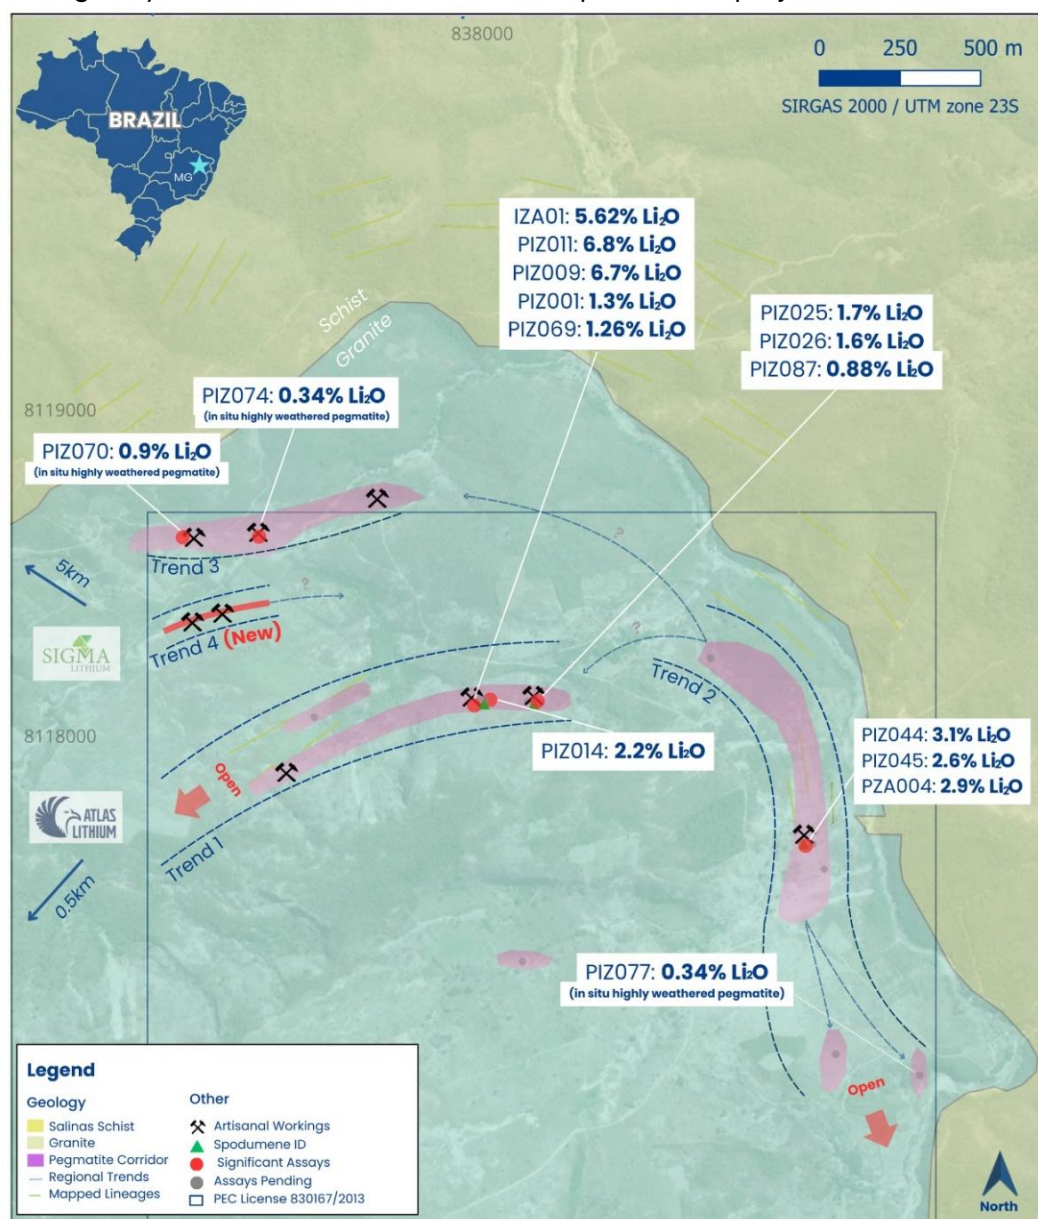 838000
0 250 500 m
SIRGAS 2000 / UTM zone 23S
BRAZIL
MG
IZA01: 5.62% Li₂O
PIZ011: 6.8% Li₂O
PIZ009: 6.7% Li₂O
PIZ001: 1.3% Li₂O
PIZ069: 1.26% Li₂O
PIZ025: 1.7% Li₂O
PIZ026: 1.6% Li₂O
PIZ087: 0.88% Li₂O
Schist
Granite
PIZ074: 0.34% Li₂O
(in situ highly weathered pegmatite)
8119000
PIZ070: 0.9% Li₂O
(in situ highly weathered pegmatite)
Trend 3
?
5km
?
Trend 4 (New)
?
SIGMA
LITHIUM
Trend 2
8118000
PIZ014: 2.2% Li₂O
PIZ044: 3.1% Li₂O
PIZ045: 2.6% Li₂O
PZA004: 2.9% Li₂O
Open
ATLAS
LITHIUM
Trend 1
0.5km
PIZ077: 0.34% Li₂O
(in situ highly weathered pegmatite)
Open
Legend
Geology
Salinas Schist
Granite
Pegmatite Corridor
Regional Trends
Mapped Lineages
Other
Artisanal Workings
Spodumene ID
Significant Assays
Assays Pending
PEC License 830167/2013
North